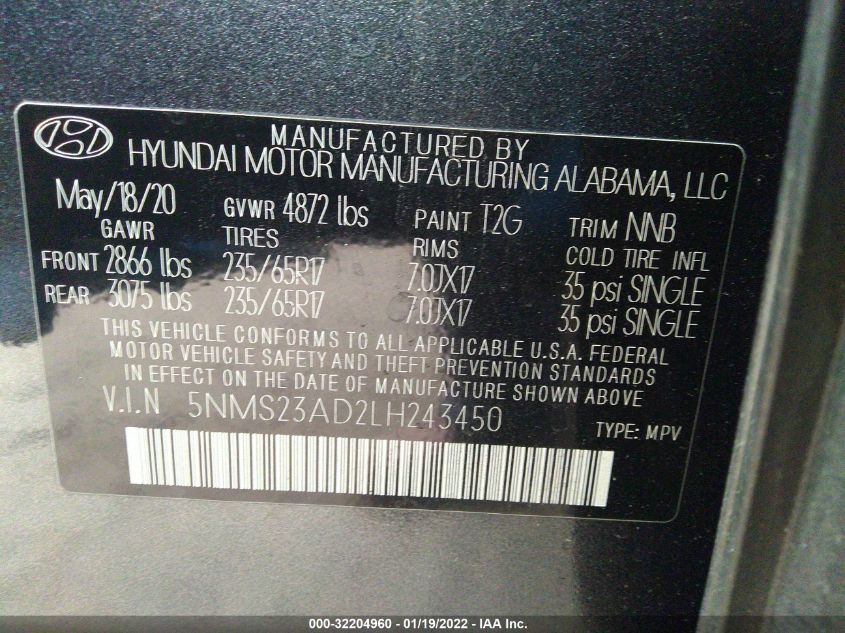 MANUFACTURED BY
HYUNDAI MOTOR MANUFACTURING ALABAMA, LLC
May/18/20 GVWR 4872 lbs PAINT T2G TRIM NNB
GAWR TIRES RIMS COLD TIRE INFL
FRONT 2866 lbs 235/65R17 7.0JX17 35 psi SINGLE
REAR 3075 lbs 235/65R17 7.0JX17 35 psi SINGLE
THIS VEHICLE CONFORMS TO ALL APPLICABLE U.S.A. FEDERAL
MOTOR VEHICLE SAFETY AND THEFT PREVENTION STANDARDS
IN EFFECT ON THE DATE OF MANUFACTURE SHOWN ABOVE
V.I.N 5NMS23AD2LH243450 TYPE: MPV
000-32204960 - 01/19/2022 - IAA Inc.